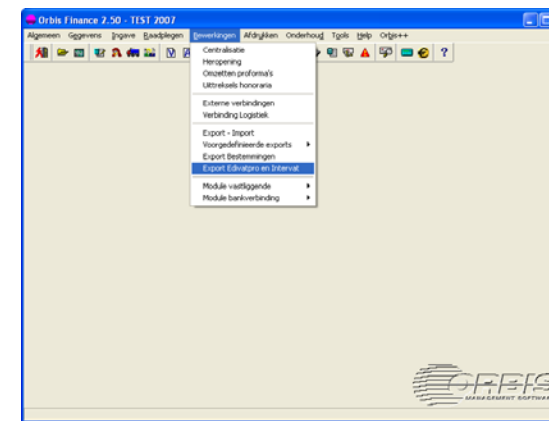 Orbis Finance 2.50 - TEST 2007
Algemeen Gegevens Ingave Raadplegen Bewerkingen Afdrukken Onderhoud Tools Help Orbis++
Centralisatie
Heropening
Omzetten proforma's
Uittreksels honoraria
Externe verbindingen
Verbinding Logistiek
Export - Import
Voorgedefinieerde exports
Export Bestemmingen
Export Edivatpro en Intervat
Module vastliggende
Module bankverbinding
ORBIS
MANAGEMENT SOFTWAR